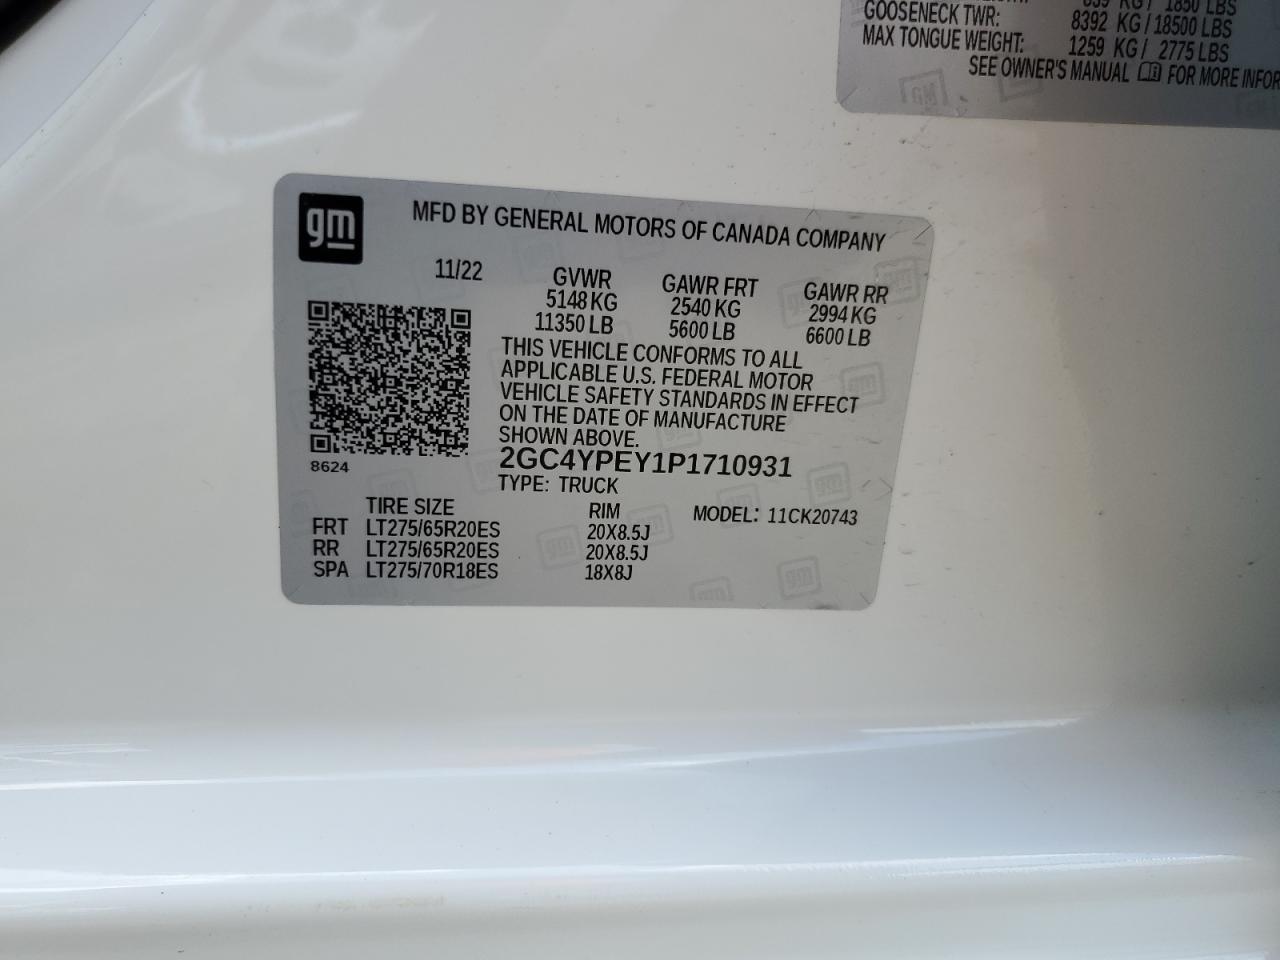 1850 LBS
GOOSENECK TWR: 8392 KG / 18500 LBS
MAX TONGUE WEIGHT: 1259 KG / 2775 LBS
SEE OWNER'S MANUAL FOR MORE INFOR
GM
gm
MFD BY GENERAL MOTORS OF CANADA COMPANY
11/22 GVWR GAWR FRT GAWR RR
5148 KG 2540 KG 2994 KG
11350 LB 5600 LB 6600 LB
THIS VEHICLE CONFORMS TO ALL
APPLICABLE U.S. FEDERAL MOTOR
VEHICLE SAFETY STANDARDS IN EFFECT
ON THE DATE OF MANUFACTURE
SHOWN ABOVE.
8624
2GC4YPEY1P1710931
TYPE: TRUCK
TIRE SIZE RIM MODEL: 11CK20743
FRT LT275/65R20ES 20X8.5J
RR LT275/65R20ES 20X8.5J
SPA LT275/70R18ES 18X8J